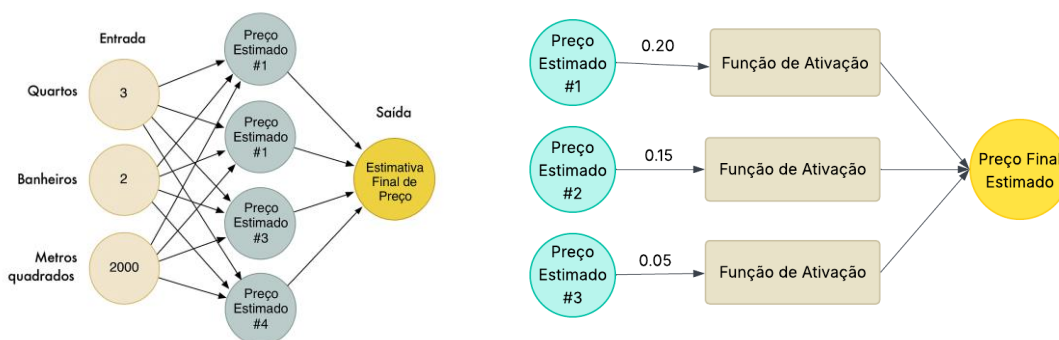 Entrada
Quartos
3
Banheiros
2
Metros
quadrados
2000
Preço
Estimado
#1
Preço
Estimado
#1
Preço
Estimado
#3
Preço
Estimado
#4
Saída
Estimativa
Final de
Preço
Preço
Estimado
#1
0.20
Função de Ativação
Preço
Estimado
#2
0.15
Função de Ativação
Preço
Estimado
#3
0.05
Função de Ativação
Preço Final
Estimado